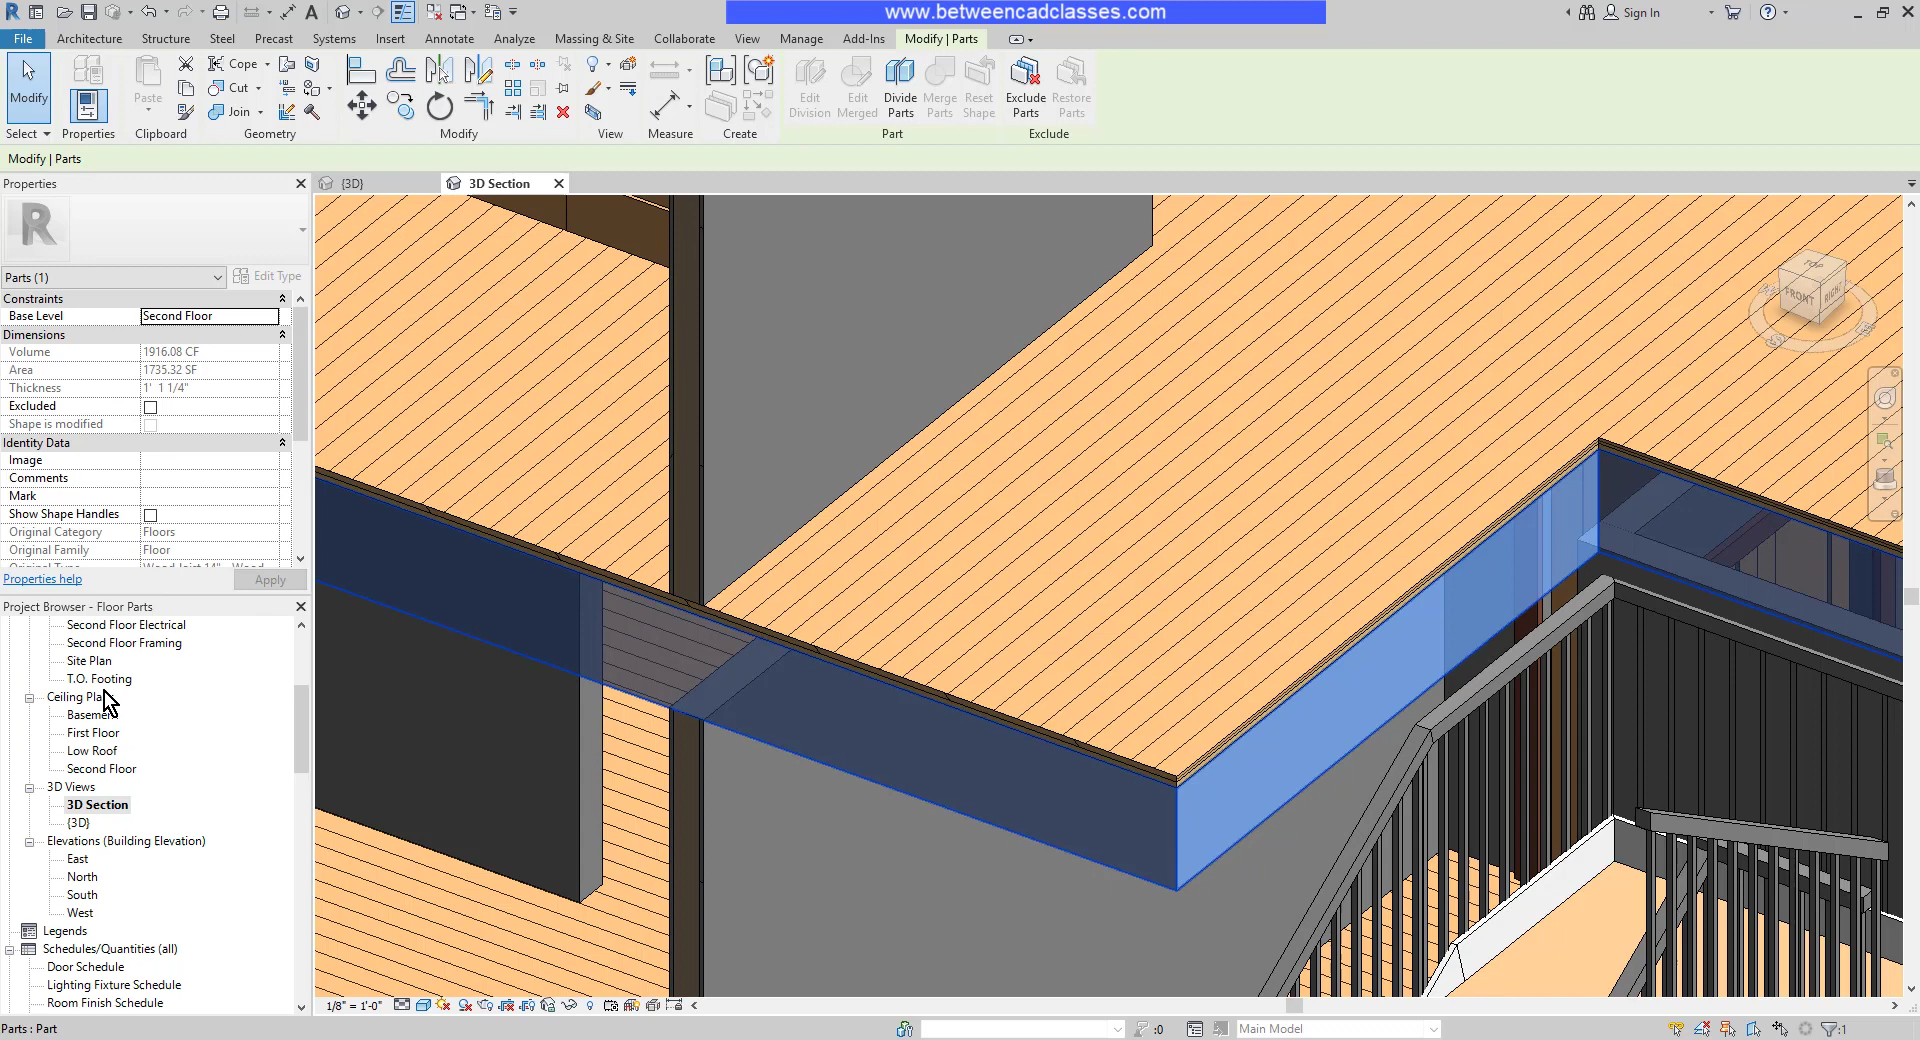 www.betweencadclasses.com
Sign In
File Architecture Structure Steel Precast Systems Insert Annotate Analyze Massing & Site Collaborate View Manage Add-Ins Modify | Parts
Modify
Properties
Paste
Cope
Cut
Join
Edit Division
Edit Merged
Divide Parts
Merge Parts
Reset Shape
Exclude Parts
Restore Parts
Select Properties Clipboard Geometry Modify View Measure Create Part Exclude
Modify | Parts
Properties
{3D}
3D Section
Parts (1)
Edit Type
Constraints
Base Level Second Floor
Dimensions
Volume 1916.08 CF
Area 1735.32 SF
Thickness 1' 1 1/4"
Excluded
Shape is modified
Identity Data
Image
Comments
Mark
Show Shape Handles
Original Category Floors
Original Family Floor
Properties help
Apply
Project Browser - Floor Parts
Second Floor Electrical
Second Floor Framing
Site Plan
T.O. Footing
Ceiling Pla
Basement
First Floor
Low Roof
Second Floor
3D Views
3D Section
{3D}
Elevations (Building Elevation)
East
North
South
West
Legends
Schedules/Quantities (all)
Door Schedule
Lighting Fixture Schedule
Room Finish Schedule
TOP
FRONT
RIGHT
1/8" = 1'-0"
Parts : Part
:0
Main Model
:1